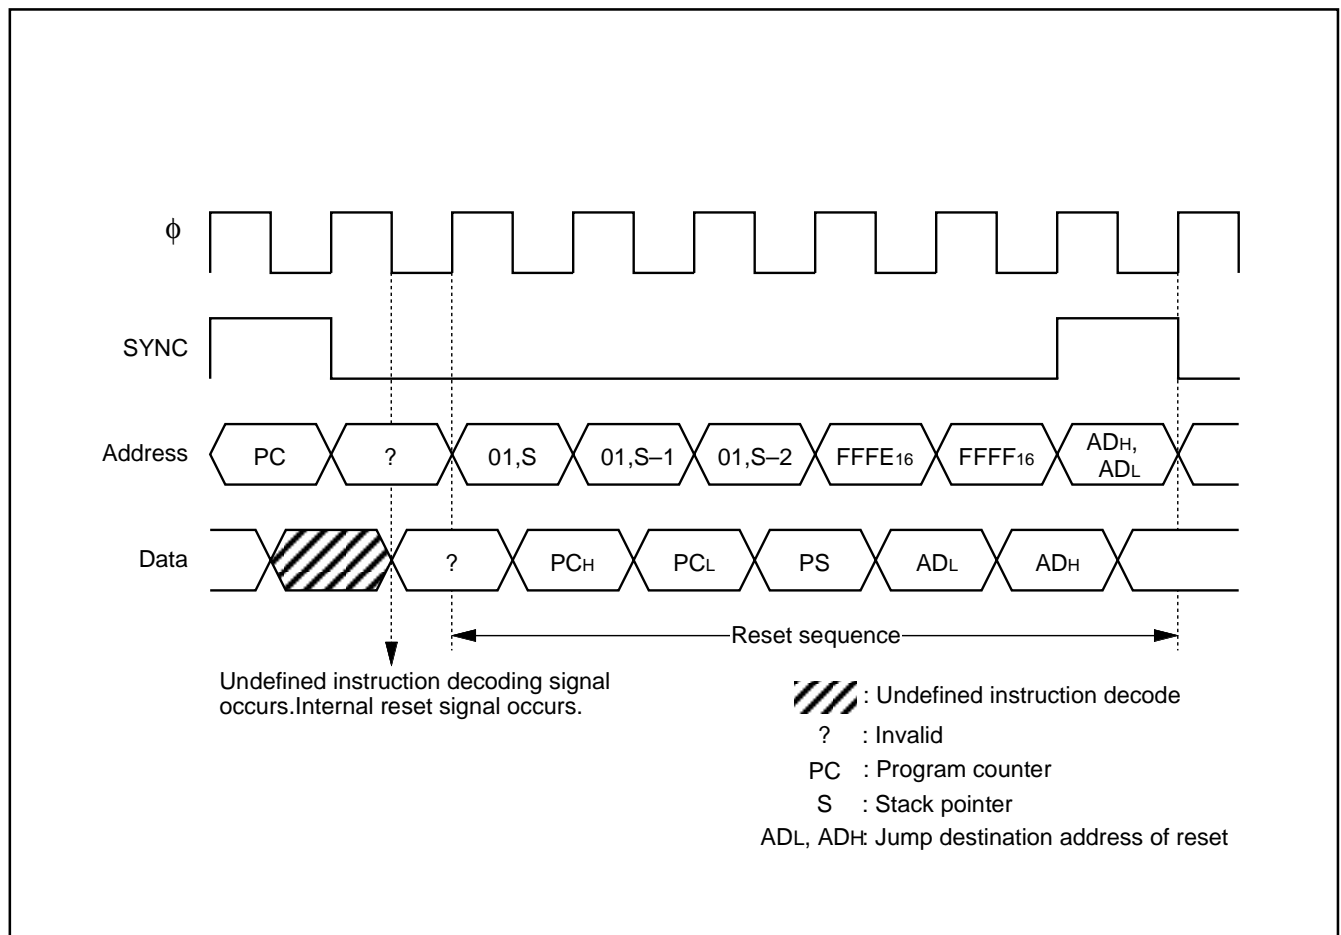 ϕ
SYNC
Address PC ? 01,S 01,S–1 01,S–2 FFFE16 FFFF16 ADH,
ADL
Data ? PCH PCL PS ADL ADH
Reset sequence
Undefined instruction decoding signal
occurs.Internal reset signal occurs.
: Undefined instruction decode
? : Invalid
PC : Program counter
S : Stack pointer
ADL, ADH: Jump destination address of reset